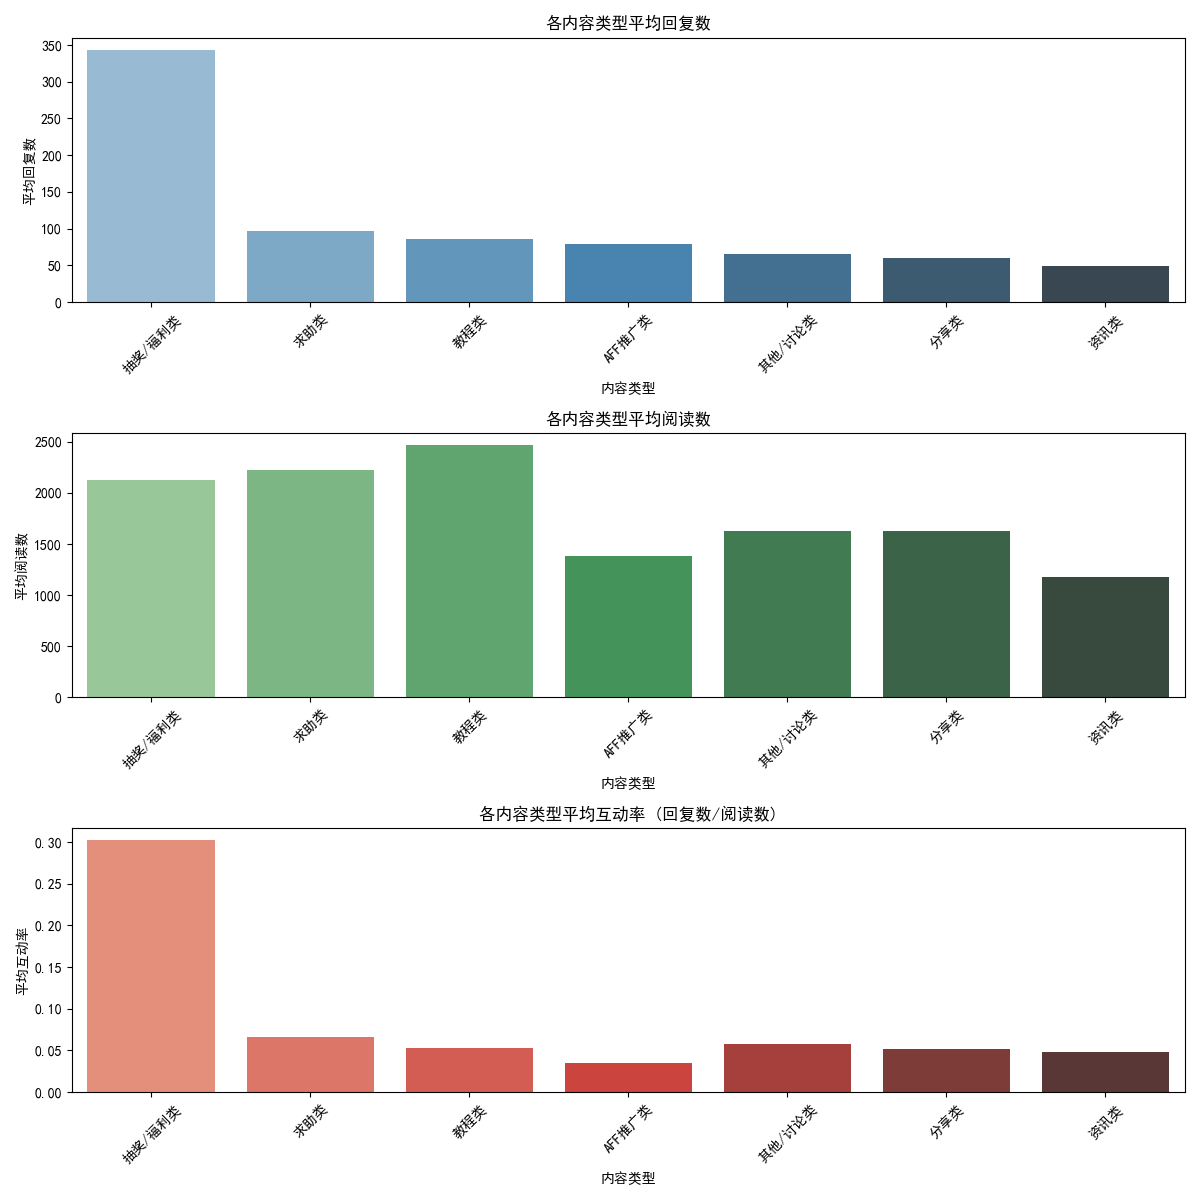 各内容类型平均回复数
平均回复数
350
300
250
200
150
100
50
0
抽奖/福利类
求助类
教程类
AFF推广类
其他/讨论类
分享类
资讯类
内容类型
各内容类型平均阅读数
平均阅读数
2500
2000
1500
1000
500
0
抽奖/福利类
求助类
教程类
AFF推广类
其他/讨论类
分享类
资讯类
内容类型
各内容类型平均互动率 (回复数/阅读数)
平均互动率
0.30
0.25
0.20
0.15
0.10
0.05
0.00
抽奖/福利类
求助类
教程类
AFF推广类
其他/讨论类
分享类
资讯类
内容类型